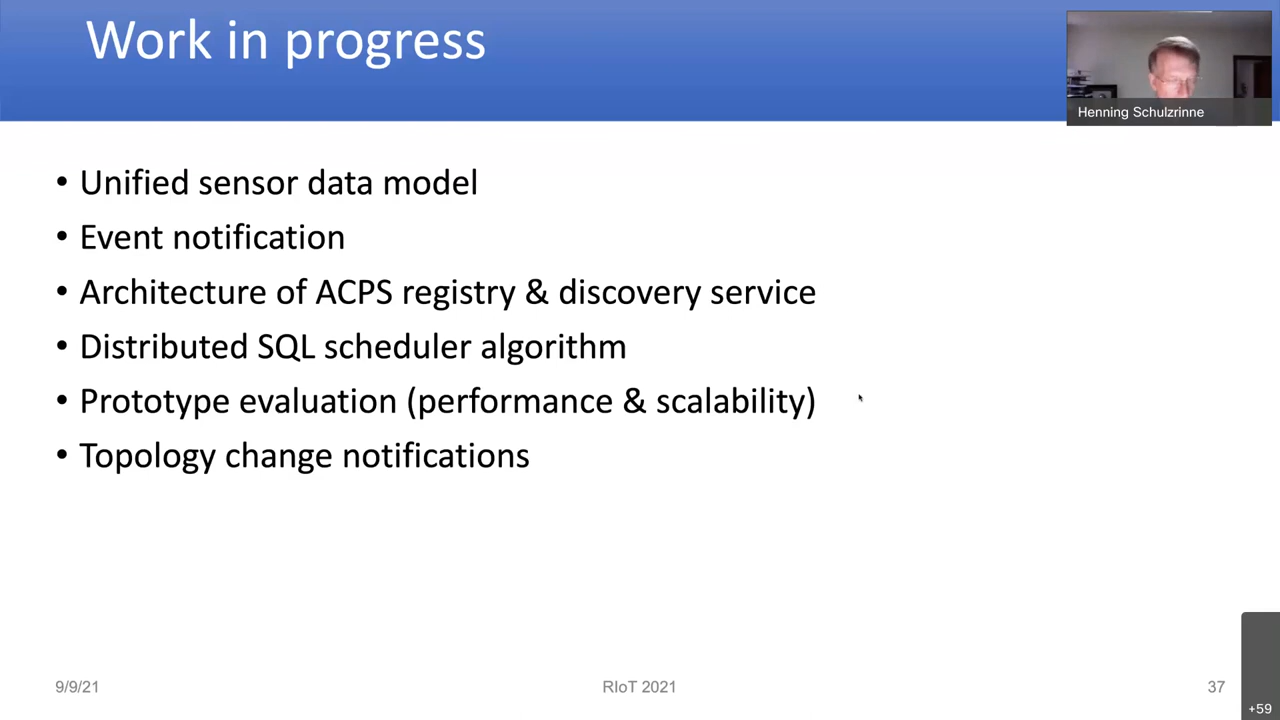 Work in progress
Henning Schulzrinne
• Unified sensor data model
• Event notification
• Architecture of ACPS registry & discovery service
• Distributed SQL scheduler algorithm
• Prototype evaluation (performance & scalability)
• Topology change notifications
9/9/21
RIoT 2021
37
+59